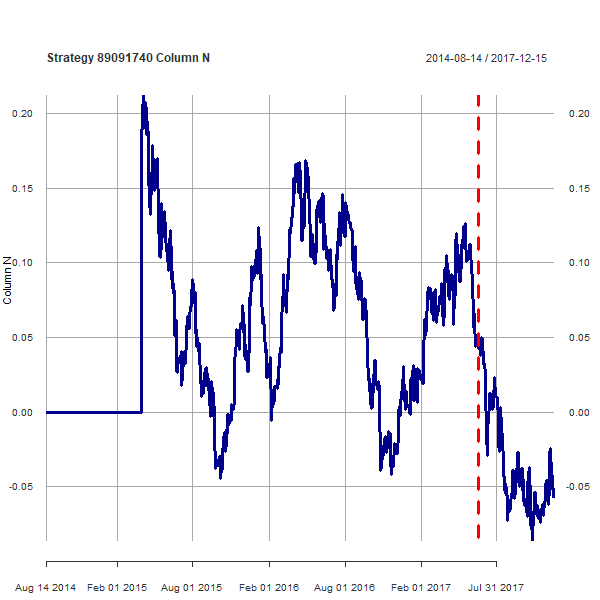 Strategy 89091740 Column N
2014-08-14 / 2017-12-15
0.20
0.15
0.10
0.05
0.00
-0.05
Column N
0.20
0.15
0.10
0.05
0.00
-0.05
Aug 14 2014
Feb 01 2015
Aug 01 2015
Feb 01 2016
Aug 01 2016
Feb 01 2017
Jul 31 2017